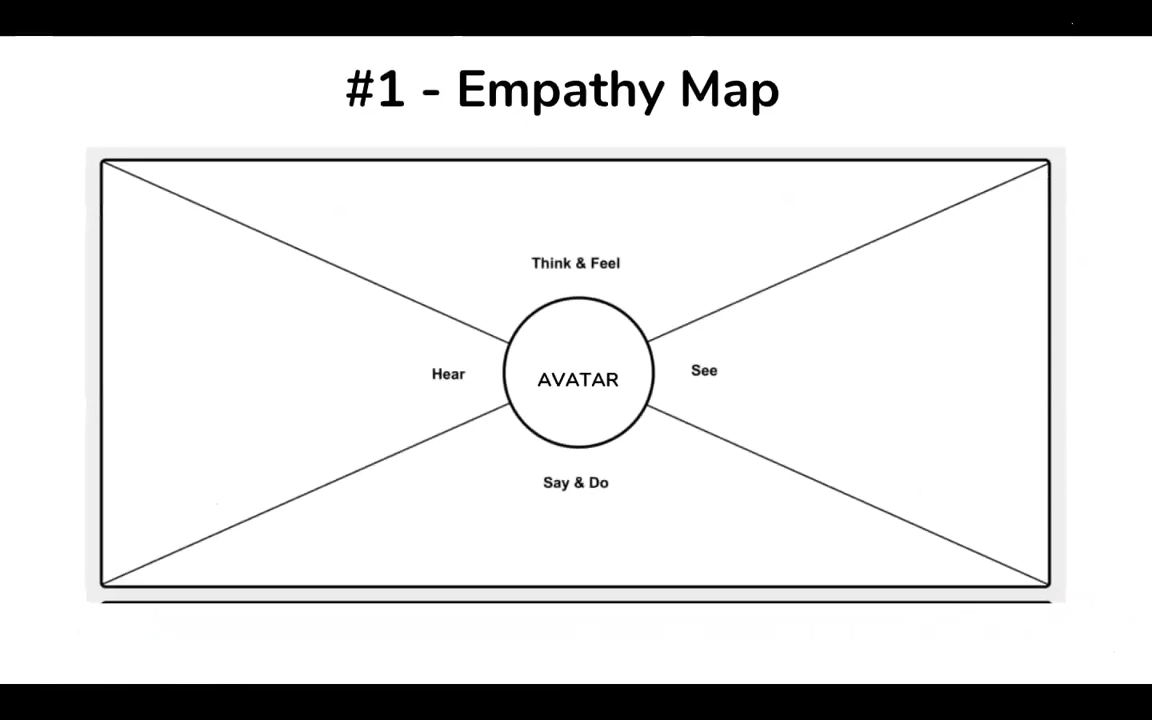 #1 - Empathy Map
Think & Feel
Hear
AVATAR
See
Say & Do